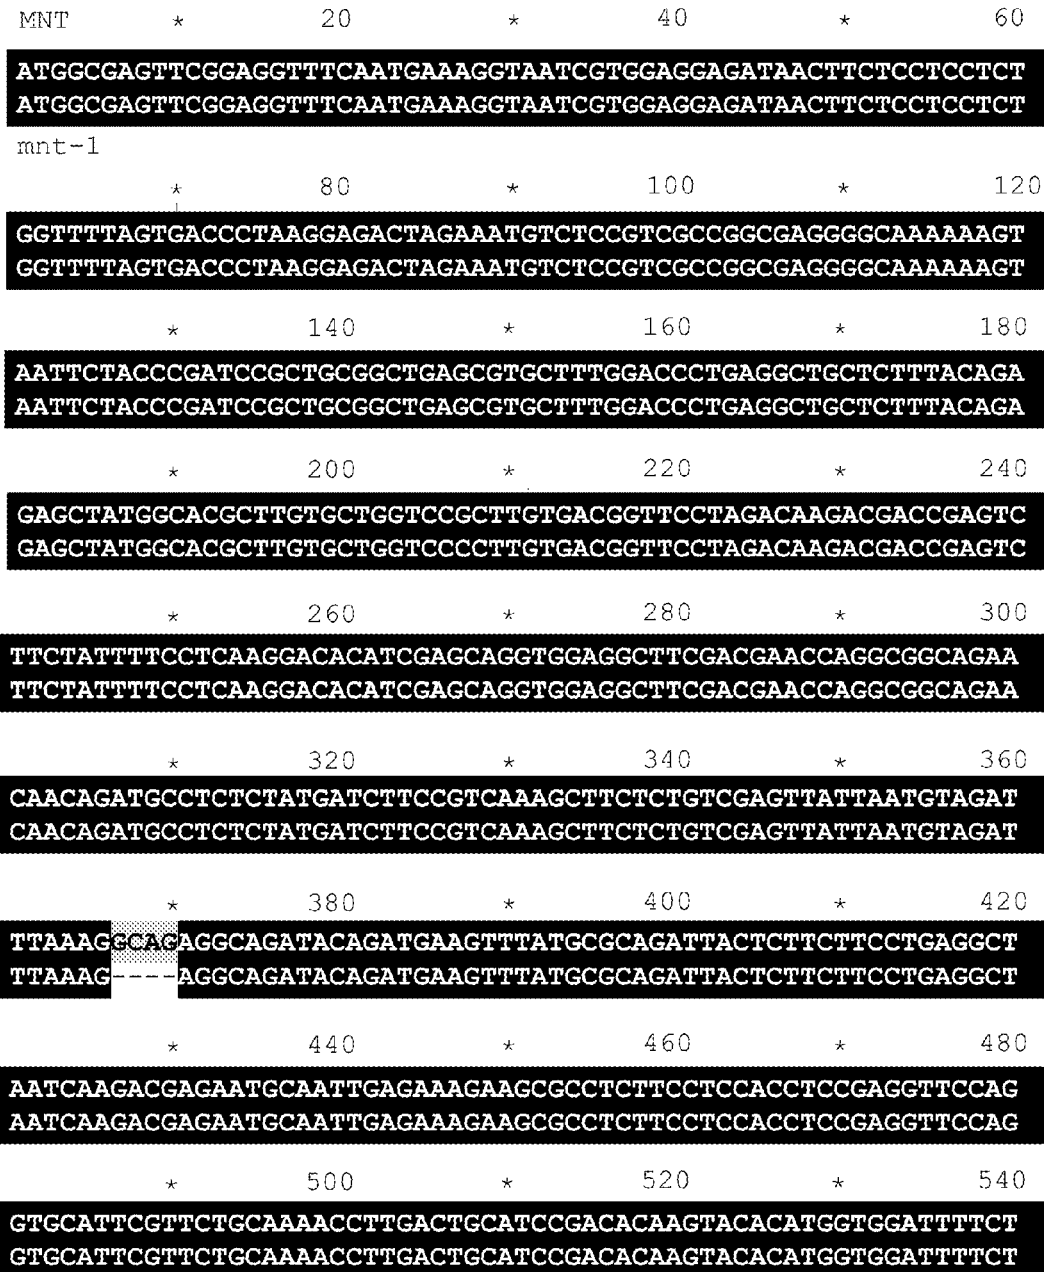 MNT * 20 * 40 * 60
ATGGCGAGTTCGGAGGTTTCAATGAAAGGTAATCGTGGAGGAGATAACTTCTCCTCCTCT
ATGGCGAGTTCGGAGGTTTCAATGAAAGGTAATCGTGGAGGAGATAACTTCTCCTCCTCT
mnt-1
* 80 * 100 * 120
GGTTTTAGTGACCCTAAGGAGACTAGAAATGTCTCCGTCGCCGGCGAGGGGCAAAAAAGT
GGTTTTAGTGACCCTAAGGAGACTAGAAATGTCTCCGTCGCCGGCGAGGGGCAAAAAAGT
* 140 * 160 * 180
AATTCTACCCGATCCGCTGCGGCTGAGCGTGCTTTGGACCCTGAGGCTGCTCTTTACAGA
AATTCTACCCGATCCGCTGCGGCTGAGCGTGCTTTGGACCCTGAGGCTGCTCTTTACAGA
* 200 * 220 * 240
GAGCTATGGCACGCTTGTGCTGGTCCGCTTGTGACGGTTCCTAGACAAGACGACCGAGTC
GAGCTATGGCACGCTTGTGCTGGTCCCCTTGTGACGGTTCCTAGACAAGACGACCGAGTC
* 260 * 280 * 300
TTCTATTTTCCTCAAGGACACATCGAGCAGGTGGAGGCTTCGACGAACCAGGCGGCAGAA
TTCTATTTTCCTCAAGGACACATCGAGCAGGTGGAGGCTTCGACGAACCAGGCGGCAGAA
* 320 * 340 * 360
CAACAGATGCCTCTCTATGATCTTCCGTCAAAGCTTCTCTGTCGAGTTATTAATGTAGAT
CAACAGATGCCTCTCTATGATCTTCCGTCAAAGCTTCTCTGTCGAGTTATTAATGTAGAT
* 380 * 400 * 420
TTAAAGGCAGAGGCAGATACAGATGAAGTTTATGCGCAGATTACTCTTCTTCCTGAGGCT
TTAAAG----AGGCAGATACAGATGAAGTTTATGCGCAGATTACTCTTCTTCCTGAGGCT
* 440 * 460 * 480
AATCAAGACGAGAATGCAATTGAGAAAGAAGCGCCTCTTCCTCCACCTCCGAGGTTCCAG
AATCAAGACGAGAATGCAATTGAGAAAGAAGCGCCTCTTCCTCCACCTCCGAGGTTCCAG
* 500 * 520 * 540
GTGCATTCGTTCTGCAAAACCTTGACTGCATCCGACACAAGTACACATGGTGGATTTTCT
GTGCATTCGTTCTGCAAAACCTTGACTGCATCCGACACAAGTACACATGGTGGATTTTCT